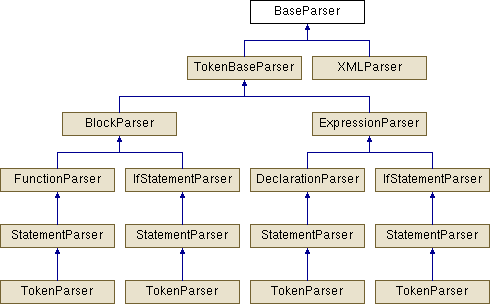 BaseParser
TokenBaseParser XMLParser
BlockParser ExpressionParser
FunctionParser IfStatementParser DeclarationParser IfStatementParser
StatementParser StatementParser StatementParser StatementParser
TokenParser TokenParser TokenParser TokenParser